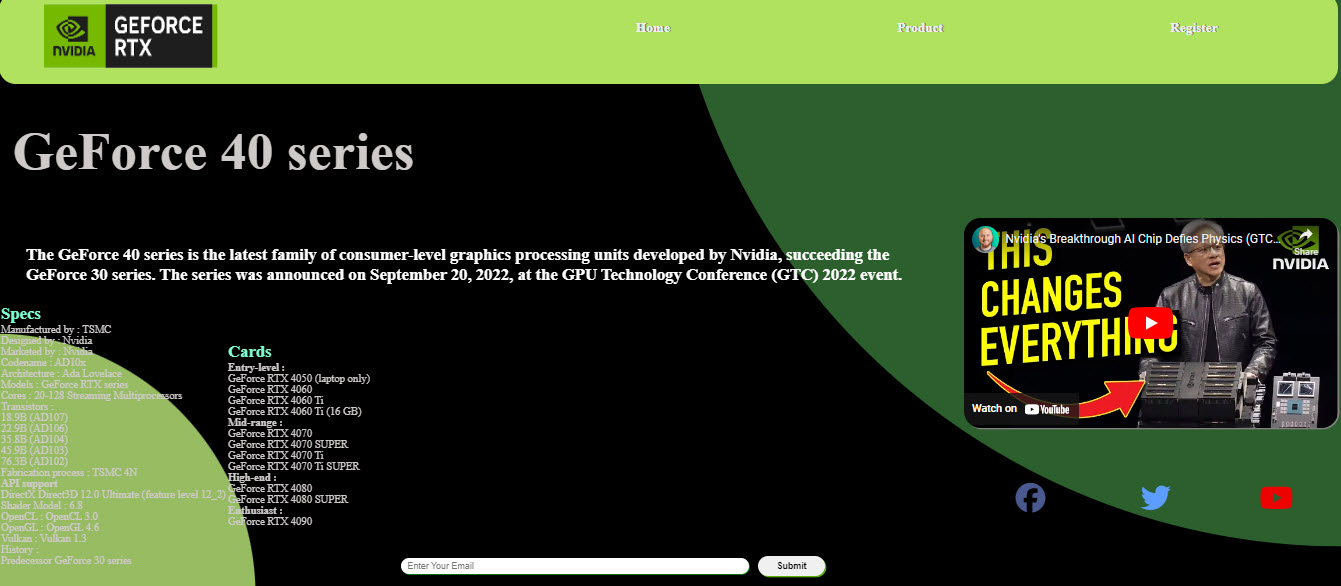 NVIDIA
GEFORCE
RTX
Home
Product
Register
GeForce 40 series
The GeForce 40 series is the latest family of consumer-level graphics processing units developed by Nvidia, succeeding the
GeForce 30 series. The series was announced on September 20, 2022, at the GPU Technology Conference (GTC) 2022 event.
Nvidia's Breakthrough AI Chip Defies Physics (GTC...
Share
NVIDIA
THIS
CHANGES
EVERYTHING
Watch on YouTube
Specs
Manufactured by : TSMC
Designed by : Nvidia
Marketed by : Nvidia
Codename : AD10x
Architecture : Ada Lovelace
Models : GeForce RTX series
Cores : 20-128 Streaming Multiprocessors
Transistors :
18.9B (AD107)
22.9B (AD106)
35.8B (AD104)
45.9B (AD103)
76.3B (AD102)
Fabrication process : TSMC 4N
API support
DirectX Direct3D 12.0 Ultimate (feature level 12_2)
Shader Model : 6.8
OpenCL : OpenCL 3.0
OpenGL : OpenGL 4.6
Vulkan : Vulkan 1.3
History :
Predecessor GeForce 30 series
Cards
Entry-level :
GeForce RTX 4050 (laptop only)
GeForce RTX 4060
GeForce RTX 4060 Ti
GeForce RTX 4060 Ti (16 GB)
Mid-range :
GeForce RTX 4070
GeForce RTX 4070 SUPER
GeForce RTX 4070 Ti
GeForce RTX 4070 Ti SUPER
High-end :
GeForce RTX 4080
GeForce RTX 4080 SUPER
Enthusiast :
GeForce RTX 4090
Enter Your Email
Submit